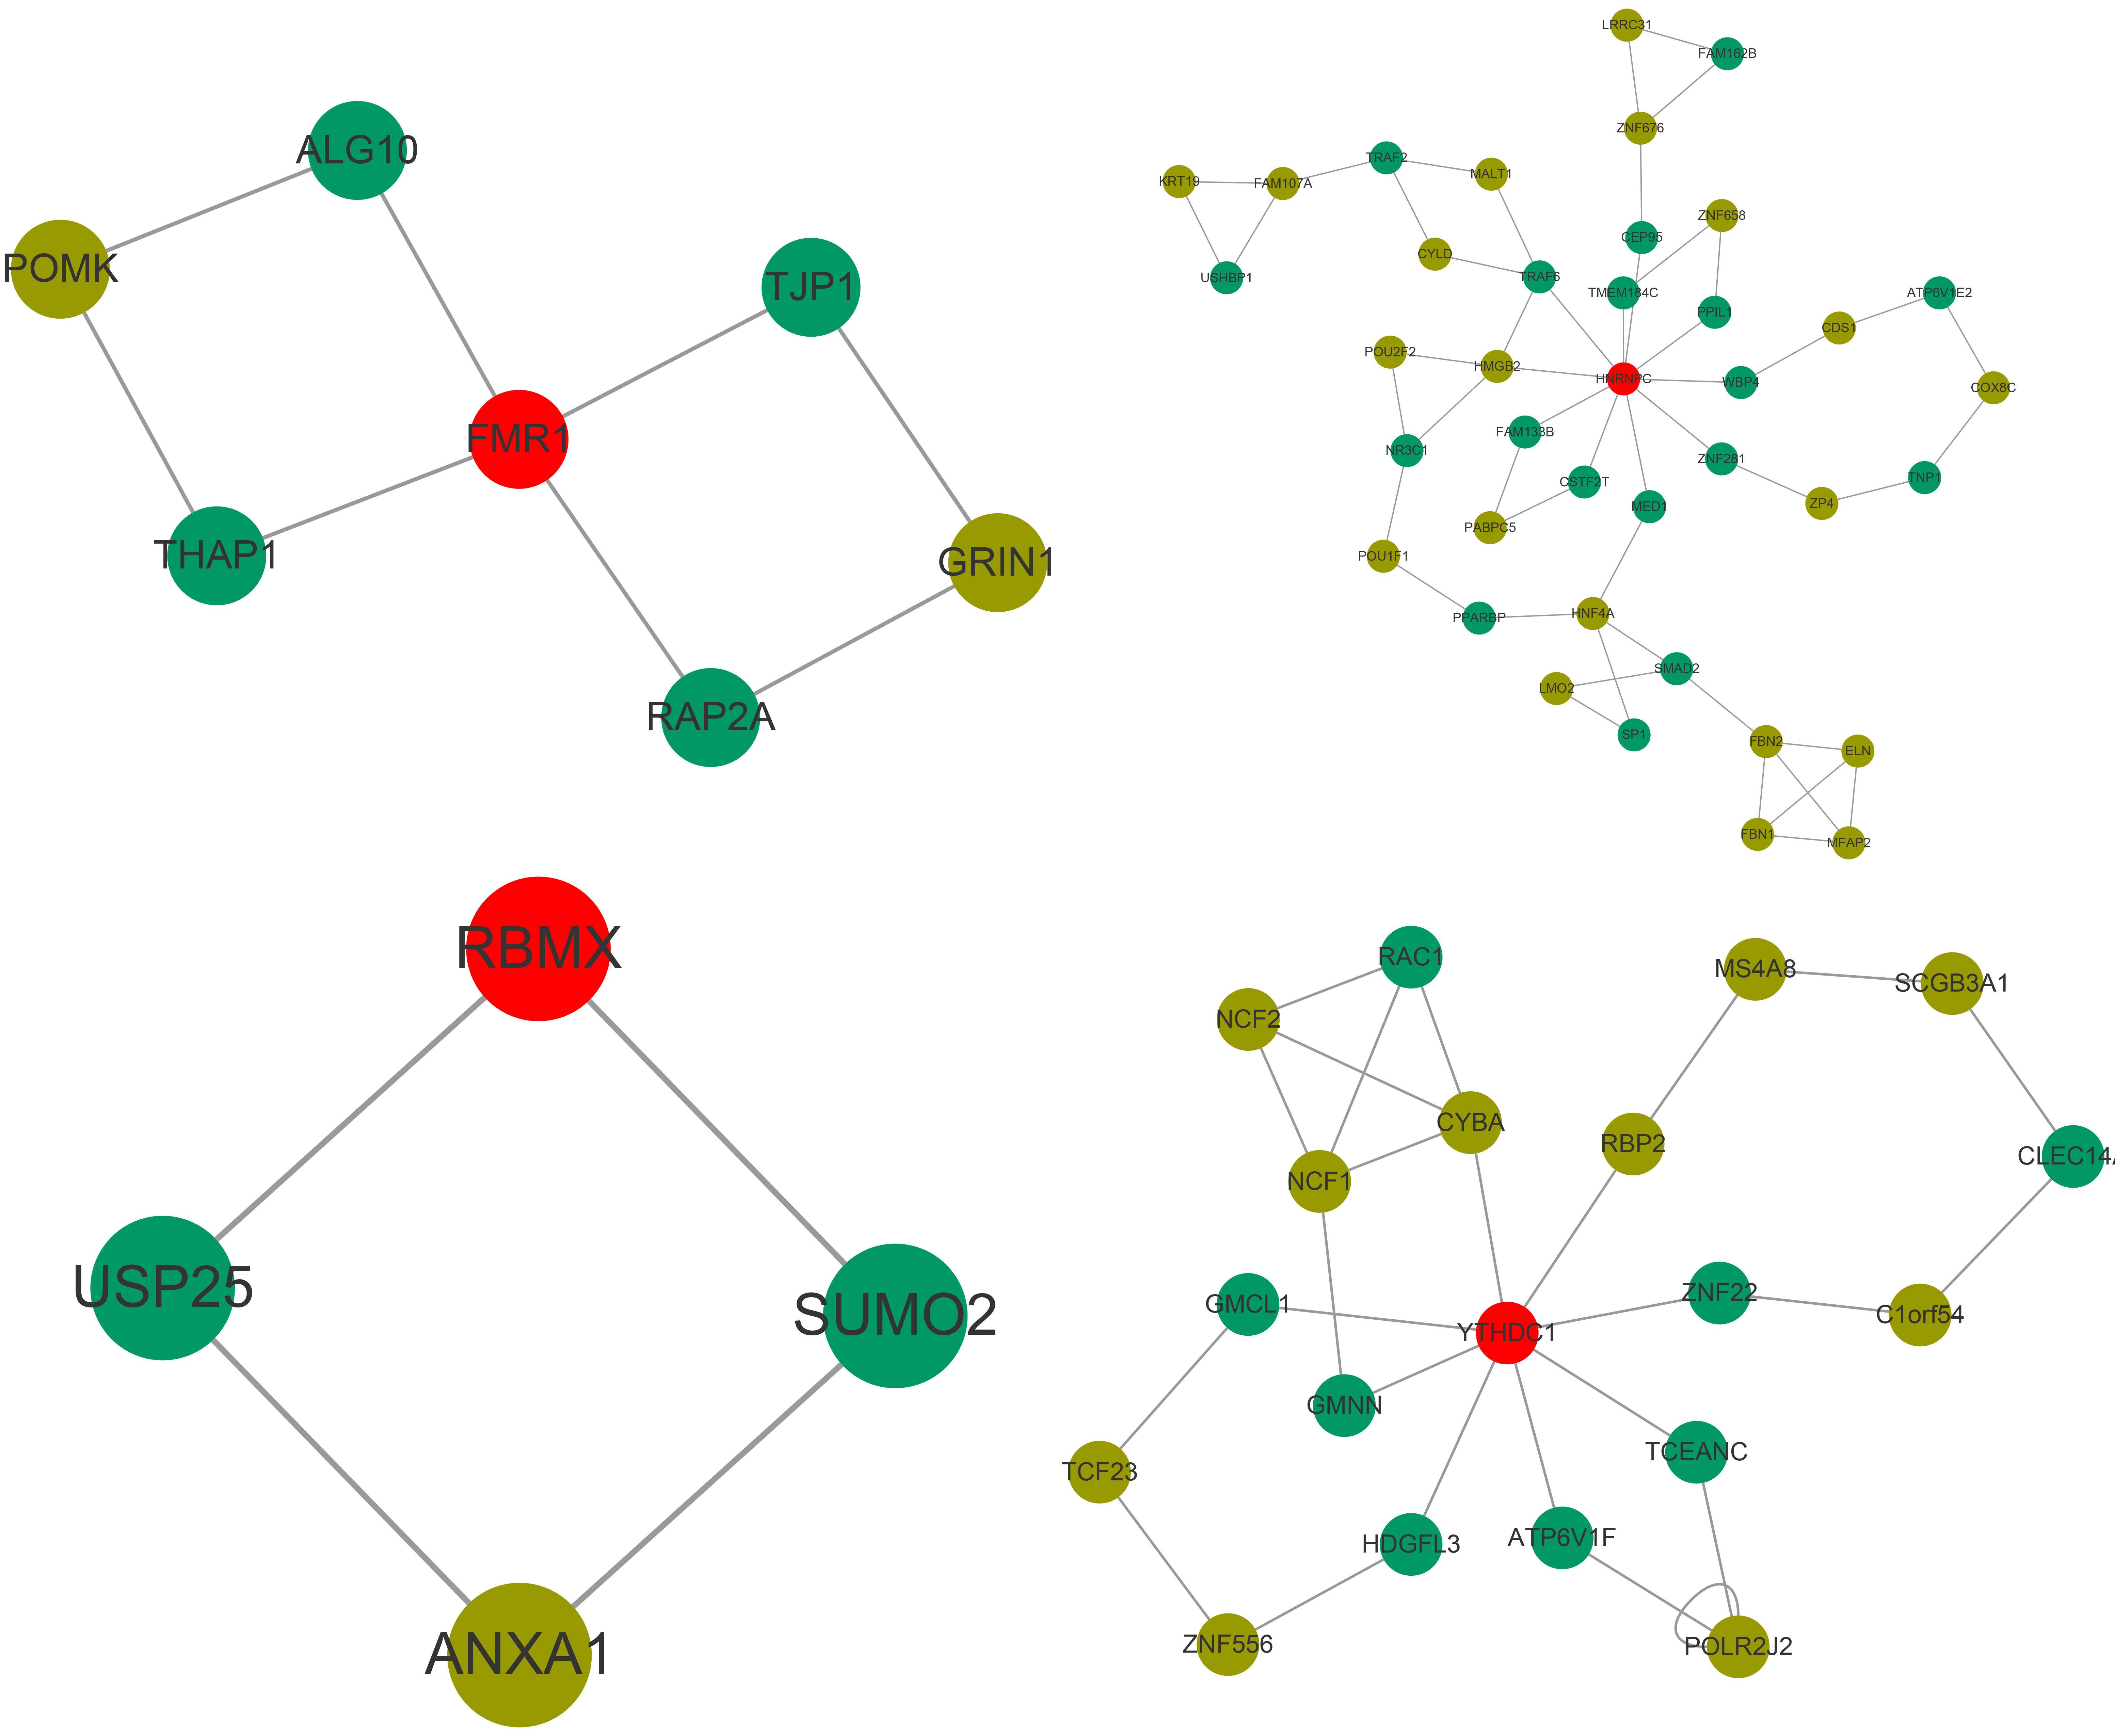 ALG10
POMK
TJP1
FMR1
THAP1
GRIN1
RAP2A
LRRC31
FAM162B
ZNF676
TRAF2
MALT1
KRT19
FAM107A
ZNF658
CEP95
CYLD
TRAF6
USHBP1
TMEM184C
ATP6V1E2
PPIL1
CDS1
POU2F2
HMGB2
HNRNPC
WBP4
COX8C
FAM133B
NR3C1
ZNF281
CSTF2T
TNP1
MED1
ZP4
PABPC5
POU1F1
HNF4A
PPARBP
SMAD2
LMO2
SP1
FBN2
ELN
FBN1
MFAP2
RBMX
USP25
SUMO2
ANXA1
RAC1
MS4A8
SCGB3A1
NCF2
CYBA
RBP2
CLEC14A
NCF1
ZNF22
GMCL1
C1orf54
YTHDC1
GMNN
TCEANC
TCF23
ATP6V1F
HDGFL3
ZNF556
POLR2J2